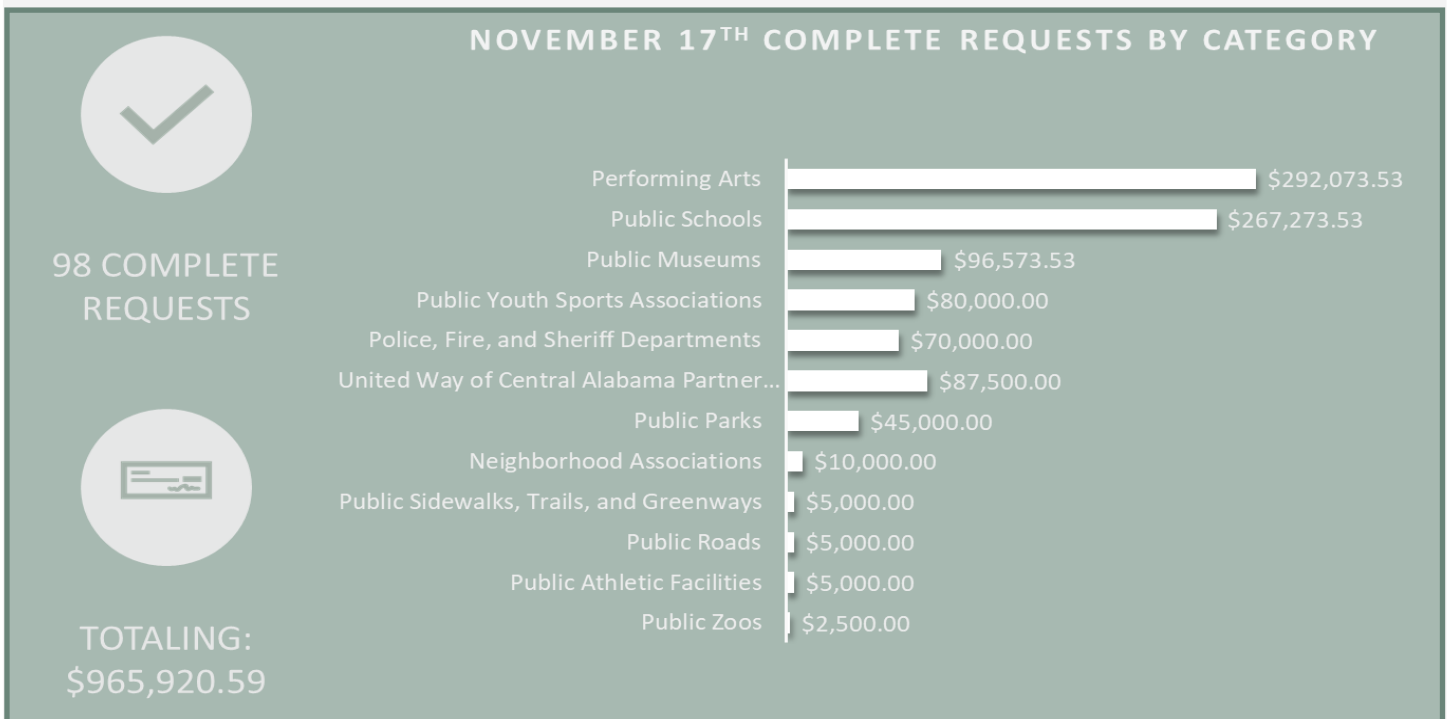 NOVEMBER 17TH COMPLETE REQUESTS BY CATEGORY
98 COMPLETE
REQUESTS
TOTALING:
$965,920.59
Performing Arts $292,073.53
Public Schools $267,273.53
Public Museums $96,573.53
Public Youth Sports Associations $80,000.00
Police, Fire, and Sheriff Departments $70,000.00
United Way of Central Alabama Partner... $87,500.00
Public Parks $45,000.00
Neighborhood Associations $10,000.00
Public Sidewalks, Trails, and Greenways $5,000.00
Public Roads $5,000.00
Public Athletic Facilities $5,000.00
Public Zoos $2,500.00